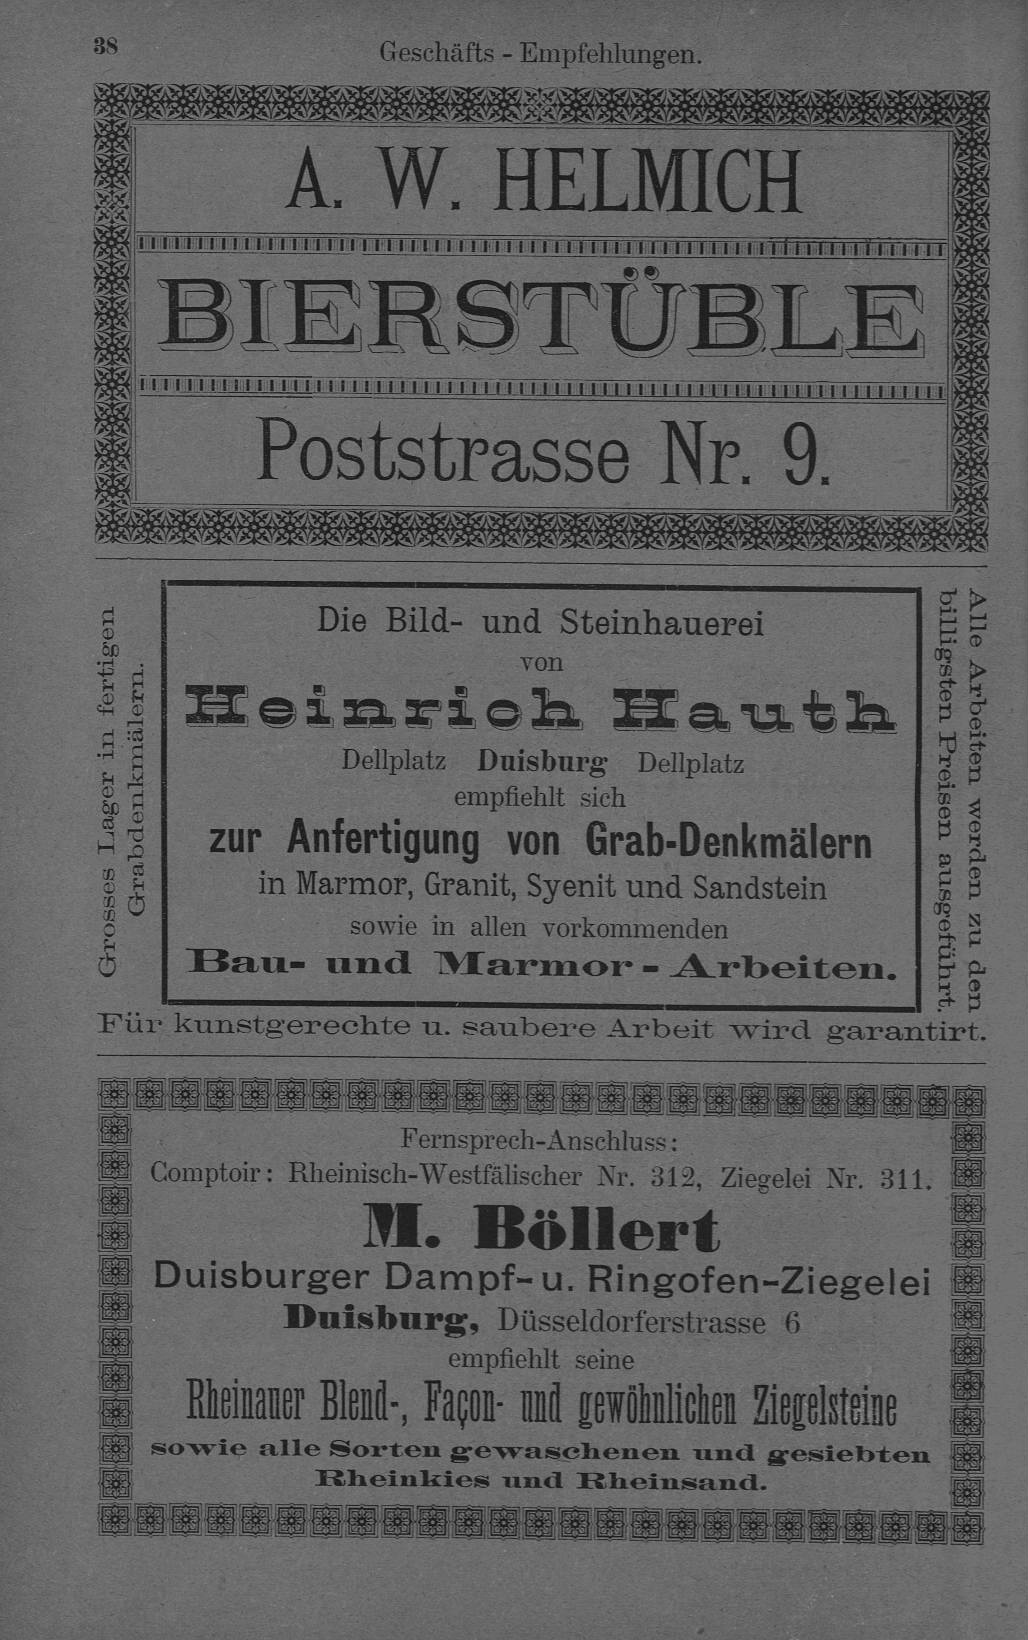 38
Geschäfts - Empfehlungen.
A. W. HELMICH
BIERSTÜBLE
Poststrasse Nr. 9.
Grosses Lager in fertigen
Grabdenkmälern.
Die Bild- und Steinhauerei
von
Heinrich Hauth
Dellplatz Duisburg Dellplatz
empfiehlt sich
zur Anfertigung von Grab-Denkmälern
in Marmor, Granit, Syenit und Sandstein
sowie in allen vorkommenden
Bau- und Marmor-Arbeiten.
Alle Arbeiten werden zu den
billigsten Preisen ausgeführt.
Für kunstgerechte u. saubere Arbeit wird garantirt.
Fernsprech-Anschluss:
Comptoir: Rheinisch-Westfälischer Nr. 312, Ziegelei Nr. 311.
M. Böllert
Duisburger Dampf- u. Ringofen-Ziegelei
Duisburg, Düsseldorferstrasse 6
empfiehlt seine
Rheinauer Blend-, Façon- und gewöhnlichen Ziegelsteine
sowie alle Sorten gewaschenen und gesiebten
Rheinkies und Rheinsand.